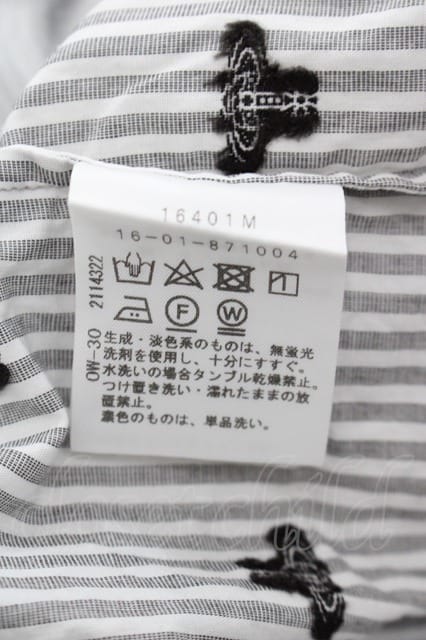 16401M
16-01-871004
0W-30 2114322
F W
生成・淡色系のものは、無蛍光
洗剤を使用し、十分にすすぐ。
水洗いの場合タンブル乾燥禁止。
つけ置き洗い・濡れたままの放
置禁止。
濃色のものは、単品洗い。